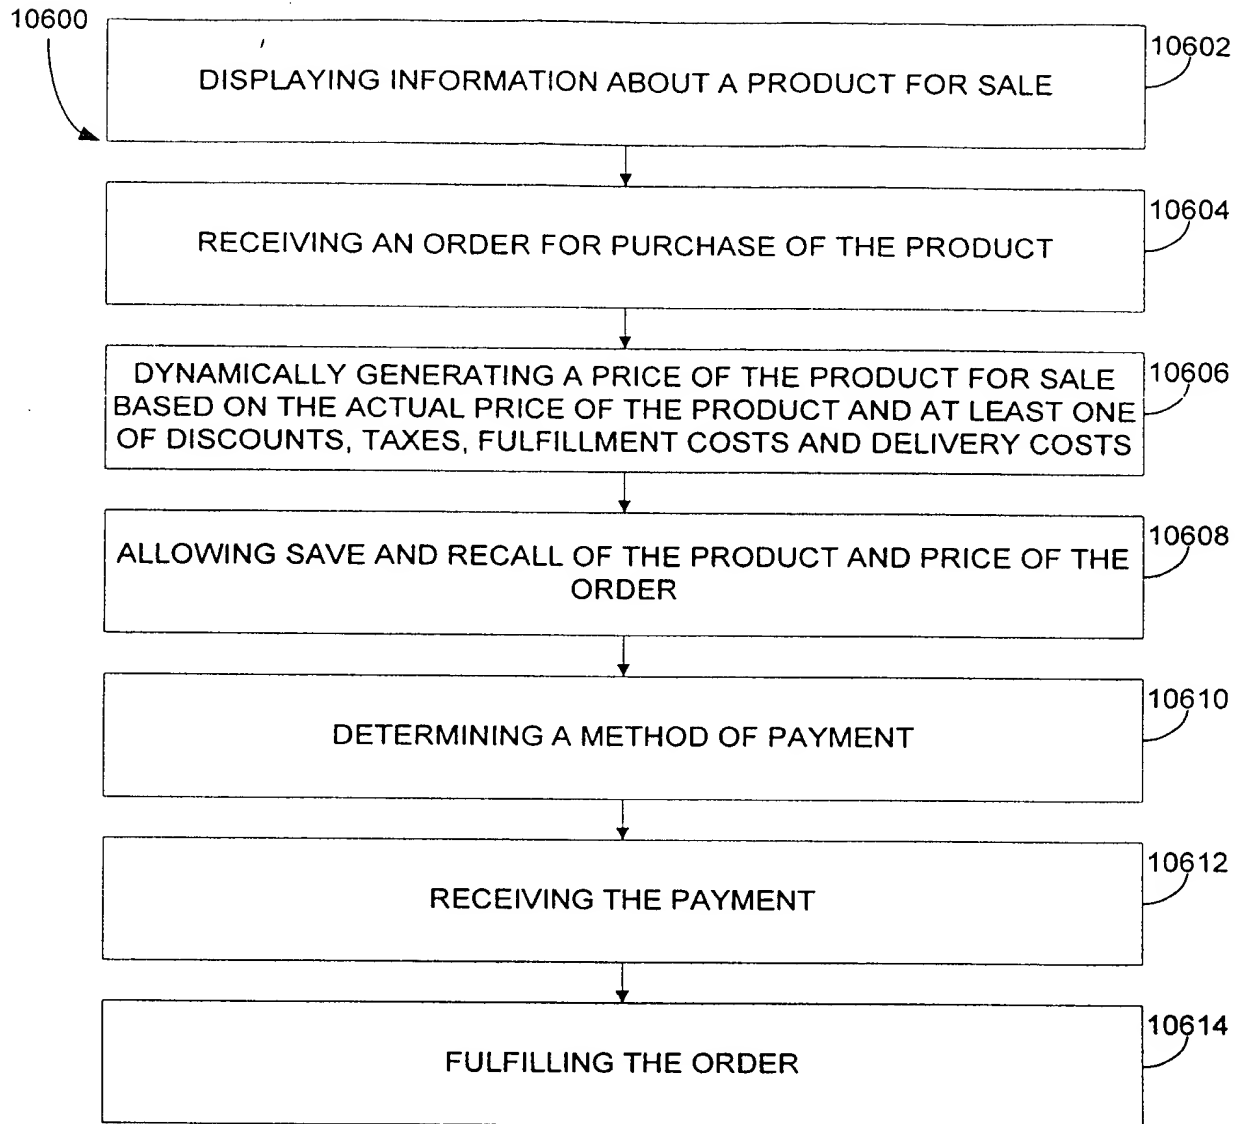 10600
10602
DISPLAYING INFORMATION ABOUT A PRODUCT FOR SALE
10604
RECEIVING AN ORDER FOR PURCHASE OF THE PRODUCT
10606
DYNAMICALLY GENERATING A PRICE OF THE PRODUCT FOR SALE
BASED ON THE ACTUAL PRICE OF THE PRODUCT AND AT LEAST ONE
OF DISCOUNTS, TAXES, FULFILLMENT COSTS AND DELIVERY COSTS
10608
ALLOWING SAVE AND RECALL OF THE PRODUCT AND PRICE OF THE
ORDER
10610
DETERMINING A METHOD OF PAYMENT
10612
RECEIVING THE PAYMENT
10614
FULFILLING THE ORDER